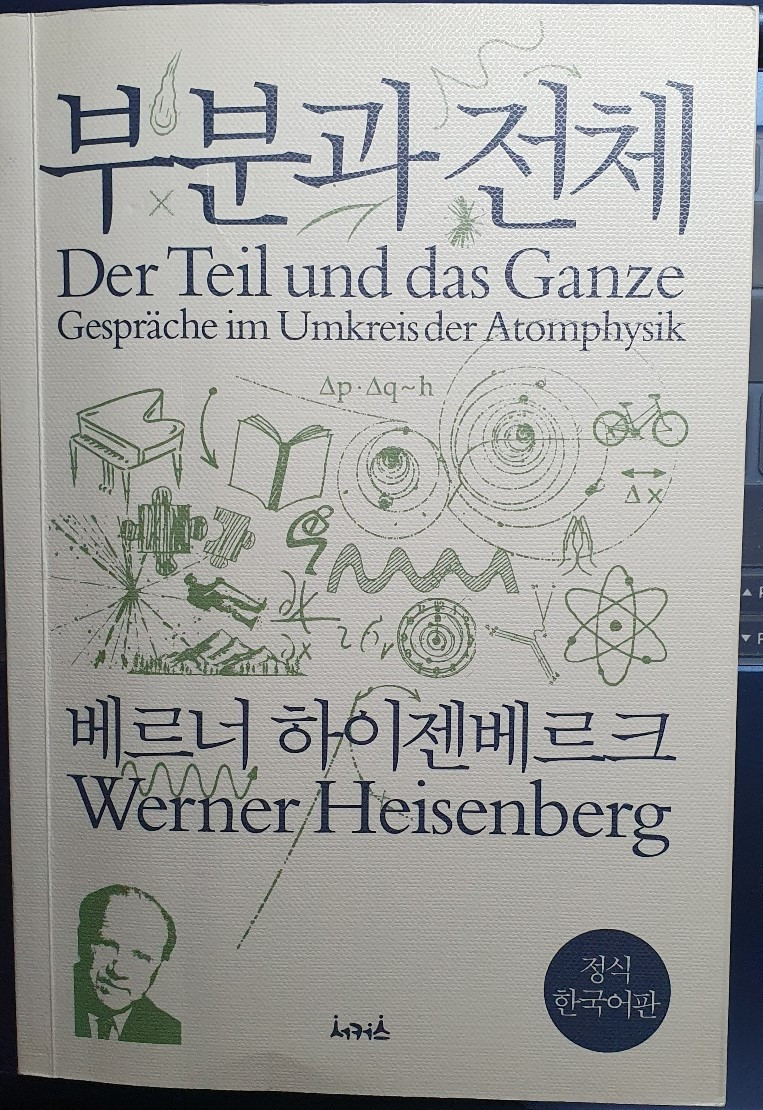 부분과 전체
Der Teil und das Ganze
Gespräche im Umkreis der Atomphysik
Δp·Δq~h
Δx
베르너 하이젠베르크
Werner Heisenberg
정식
한국어판
서커스